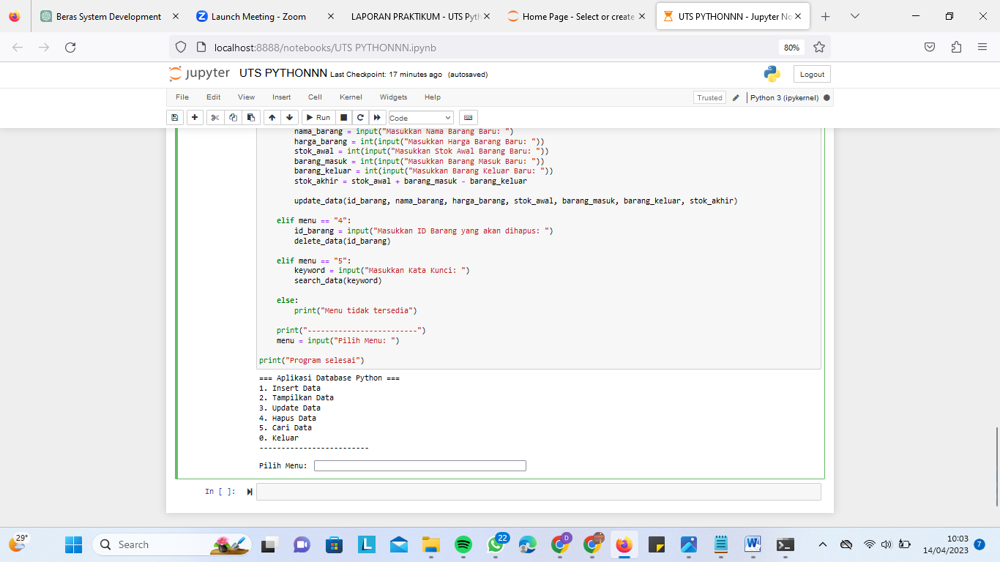 Beras System Development
Launch Meeting - Zoom
LAPORAN PRAKTIKUM - UTS Pyth
Home Page - Select or create
UTS PYTHONNN - Jupyter No
localhost:8888/notebooks/UTS PYTHONNN.ipynb
80%
jupyter UTS PYTHONNN Last Checkpoint: 17 minutes ago (autosaved)
Logout
File Edit View Insert Cell Kernel Widgets Help
Trusted
Python 3 (ipykernel)
Run
Code
nama_barang = input("Masukkan Nama Barang Baru: ")
harga_barang = int(input("Masukkan Harga Barang Baru: "))
stok_awal = int(input("Masukkan Stok Awal Barang Baru: "))
barang_masuk = int(input("Masukkan Barang Masuk Baru: "))
barang_keluar = int(input("Masukkan Barang Keluar Baru: "))
stok_akhir = stok_awal + barang_masuk - barang_keluar
update_data(id_barang, nama_barang, harga_barang, stok_awal, barang_masuk, barang_keluar, stok_akhir)
elif menu == "4":
id_barang = input("Masukkan ID Barang yang akan dihapus: ")
delete_data(id_barang)
elif menu == "5":
keyword = input("Masukkan Kata Kunci: ")
search_data(keyword)
else:
print("Menu tidak tersedia")
print("-------------------------")
menu = input("Pilih Menu: ")
print("Program selesai")
=== Aplikasi Database Python ===
1. Insert Data
2. Tampilkan Data
3. Update Data
4. Hapus Data
5. Cari Data
0. Keluar
-------------------------
Pilih Menu:
In [ ]:
29°
Search
L
22
D
W
10:03
14/04/2023
7